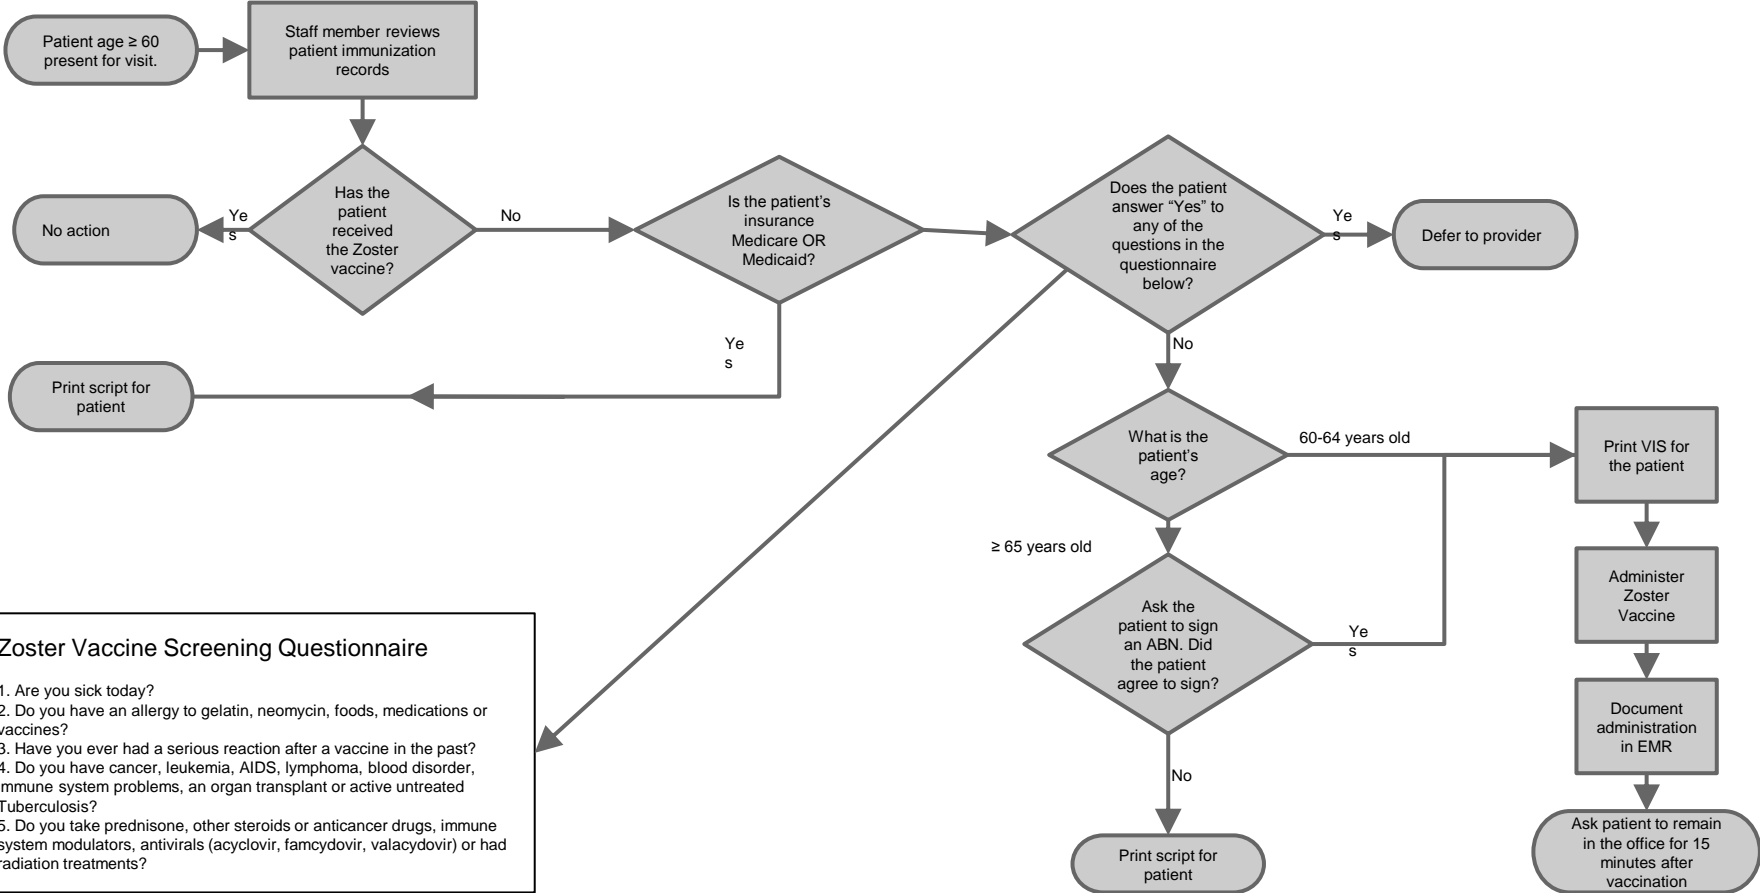 Patient age ≥ 60
present for visit.
Staff member reviews
patient immunization
records
Has the
patient
received
the Zoster
vaccine?
Ye
s
No action
No
Is the patient's
insurance
Medicare OR
Medicaid?
Ye
s
Print script for
patient
Does the patient
answer “Yes” to
any of the
questions in the
questionnaire
below?
Ye
s
Defer to provider
No
What is the
patient's
age?
60-64 years old
≥ 65 years old
Ask the
patient to sign
an ABN. Did
the patient
agree to sign?
Ye
s
No
Print script for
patient
Print VIS for
the patient
Administer
Zoster
Vaccine
Document
administration
in EMR
Ask patient to remain
in the office for 15
minutes after
vaccination
Zoster Vaccine Screening Questionnaire
1. Are you sick today?
2. Do you have an allergy to gelatin, neomycin, foods, medications or
vaccines?
3. Have you ever had a serious reaction after a vaccine in the past?
4. Do you have cancer, leukemia, AIDS, lymphoma, blood disorder,
immune system problems, an organ transplant or active untreated
Tuberculosis?
5. Do you take prednisone, other steroids or anticancer drugs, immune
system modulators, antivirals (acyclovir, famcydovir, valacydovir) or had
radiation treatments?